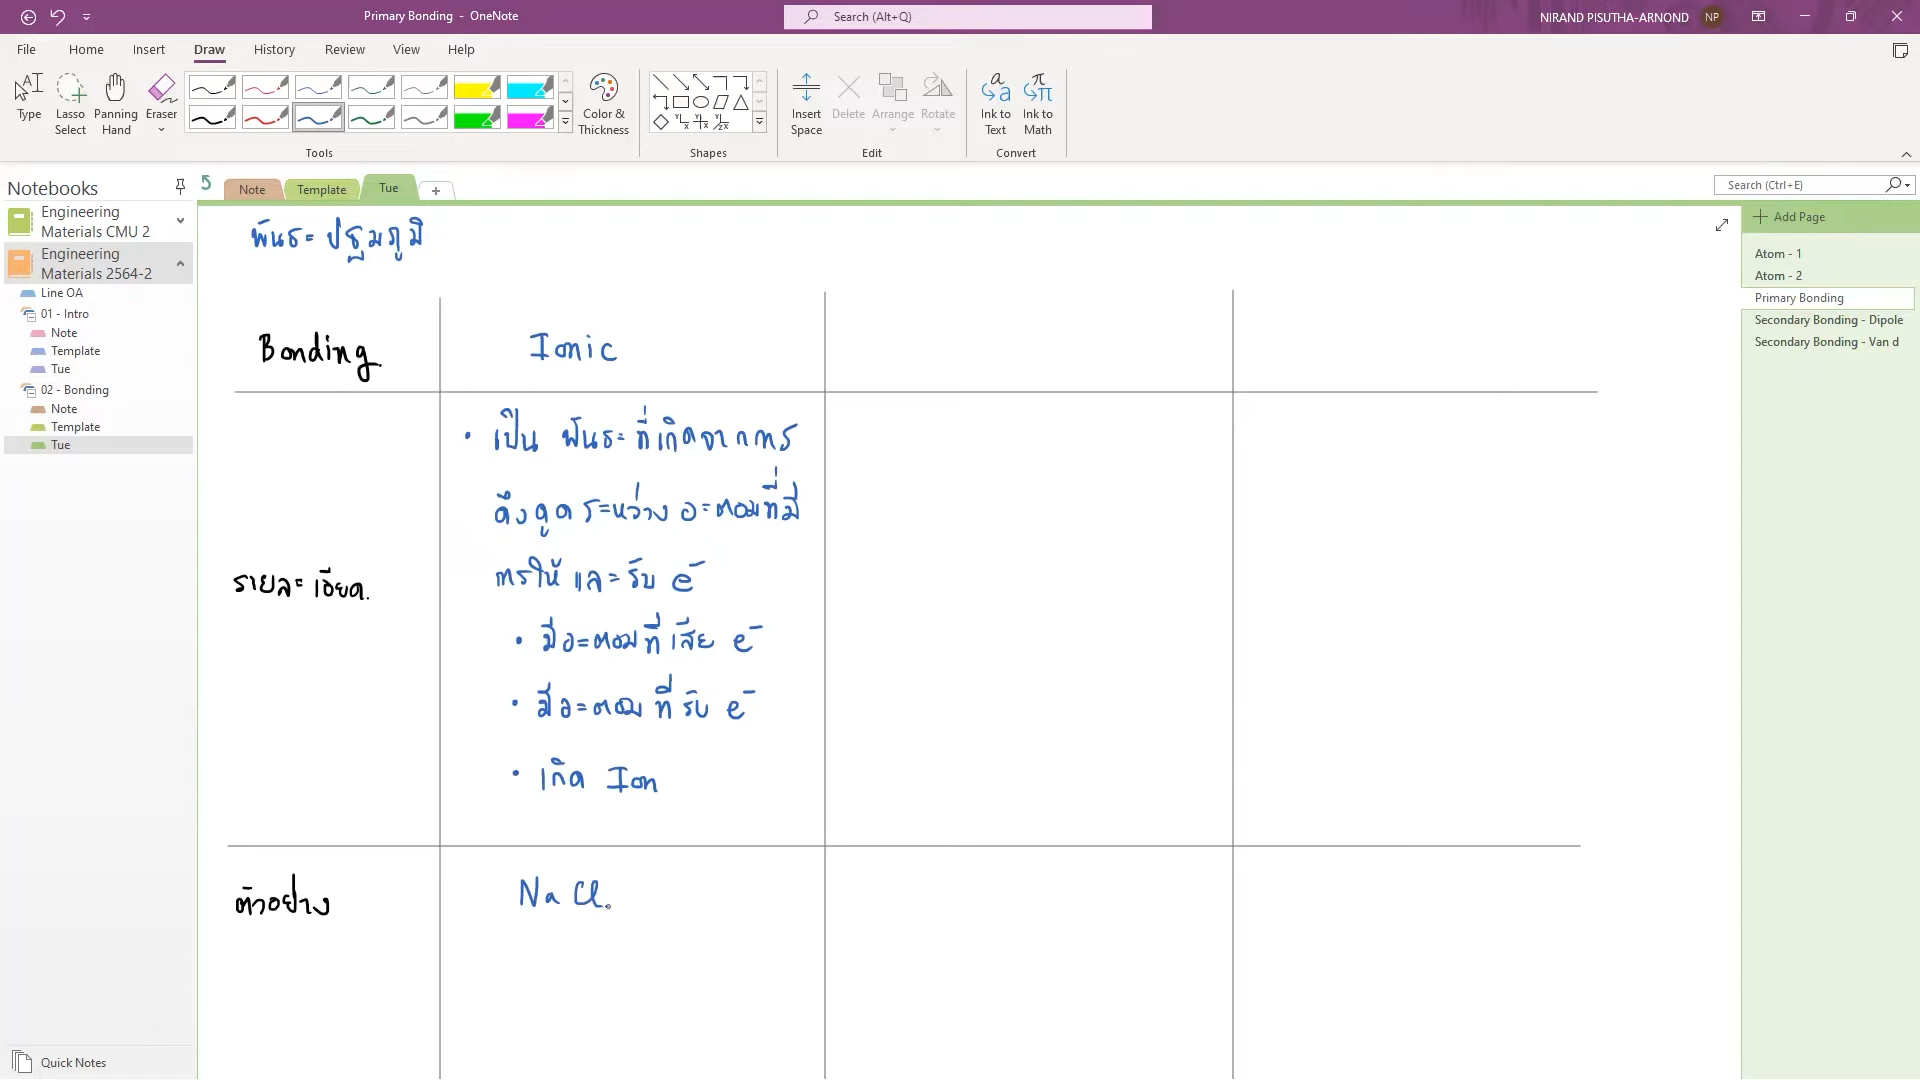 Primary Bonding - OneNote
Search (Alt+Q)
NIRAND PISUTHA-ARNOND NP
File Home Insert Draw History Review View Help
Type
Lasso Select
Panning Hand
Eraser
Color & Thickness
Insert Space
Delete
Arrange
Rotate
Ink to Text
Ink to Math
Tools
Shapes
Edit
Convert
Notebooks
Note Template Tue +
Search (Ctrl+E)
Engineering Materials CMU 2
Engineering Materials 2564-2
Line OA
01 - Intro
Note
Template
Tue
02 - Bonding
Note
Template
Tue
Quick Notes
พันธะปฐมภูมิ
Bonding
Ionic
รายละเอียด.
• เป็น พันธะที่เกิดจากการ
ดึงดูดระหว่าง อะตอมที่มี
การให้ และรับ e⁻
• มีอะตอมที่ เสีย e⁻
• มีอะตอม ที่ รับ e⁻
• เกิด Ion
ตัวอย่าง
NaCl.
Add Page
Atom - 1
Atom - 2
Primary Bonding
Secondary Bonding - Dipole
Secondary Bonding - Van d